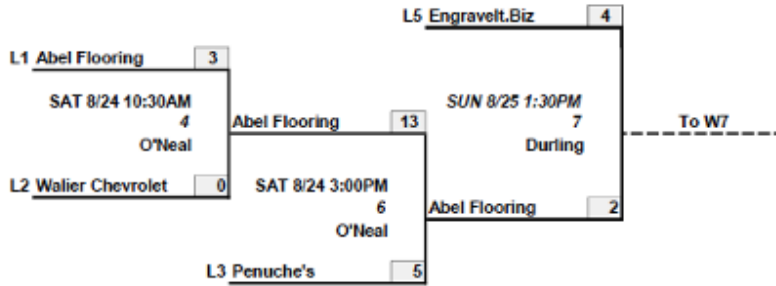 L5 EngraveIt.Biz 4
L1 Abel Flooring 3
SAT 8/24 10:30AM
4
O'Neal
L2 Walier Chevrolet 0
Abel Flooring 13
SAT 8/24 3:00PM
6
O'Neal
L3 Penuche's 5
SUN 8/25 1:30PM
7
Durling
Abel Flooring 2
To W7